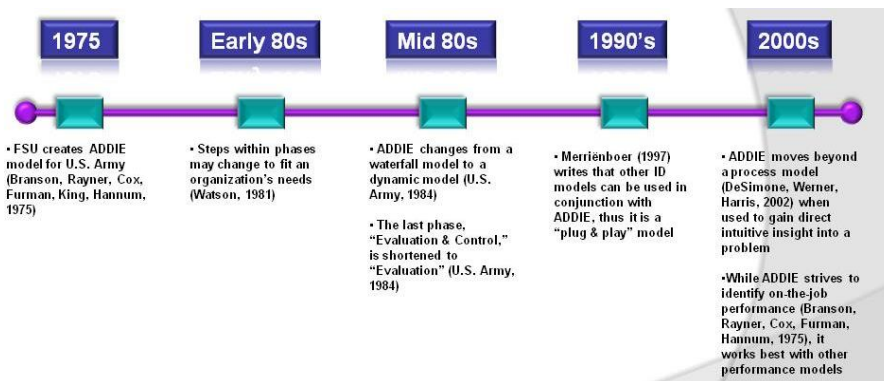 1975
Early 80s
Mid 80s
1990's
2000s
▪ FSU creates ADDIE
model for U.S. Army
(Branson, Rayner, Cox,
Furman, King, Hannum,
1975)
▪ Steps within phases
may change to fit an
organization's needs
(Watson, 1981)
▪ ADDIE changes from a
waterfall model to a
dynamic model (U.S.
Army, 1984)
▪ The last phase,
"Evaluation & Control,"
is shortened to
"Evaluation" (U.S. Army,
1984)
▪ Merriënboer (1997)
writes that other ID
models can be used in
conjunction with
ADDIE, thus it is a
"plug & play" model
▪ ADDIE moves beyond
a process model
(DeSimone, Werner,
Harris, 2002) when
used to gain direct
intuitive insight into a
problem
▪While ADDIE strives to
identify on-the-job
performance (Branson,
Rayner, Cox, Furman,
Hannum, 1975), it
works best with other
performance models